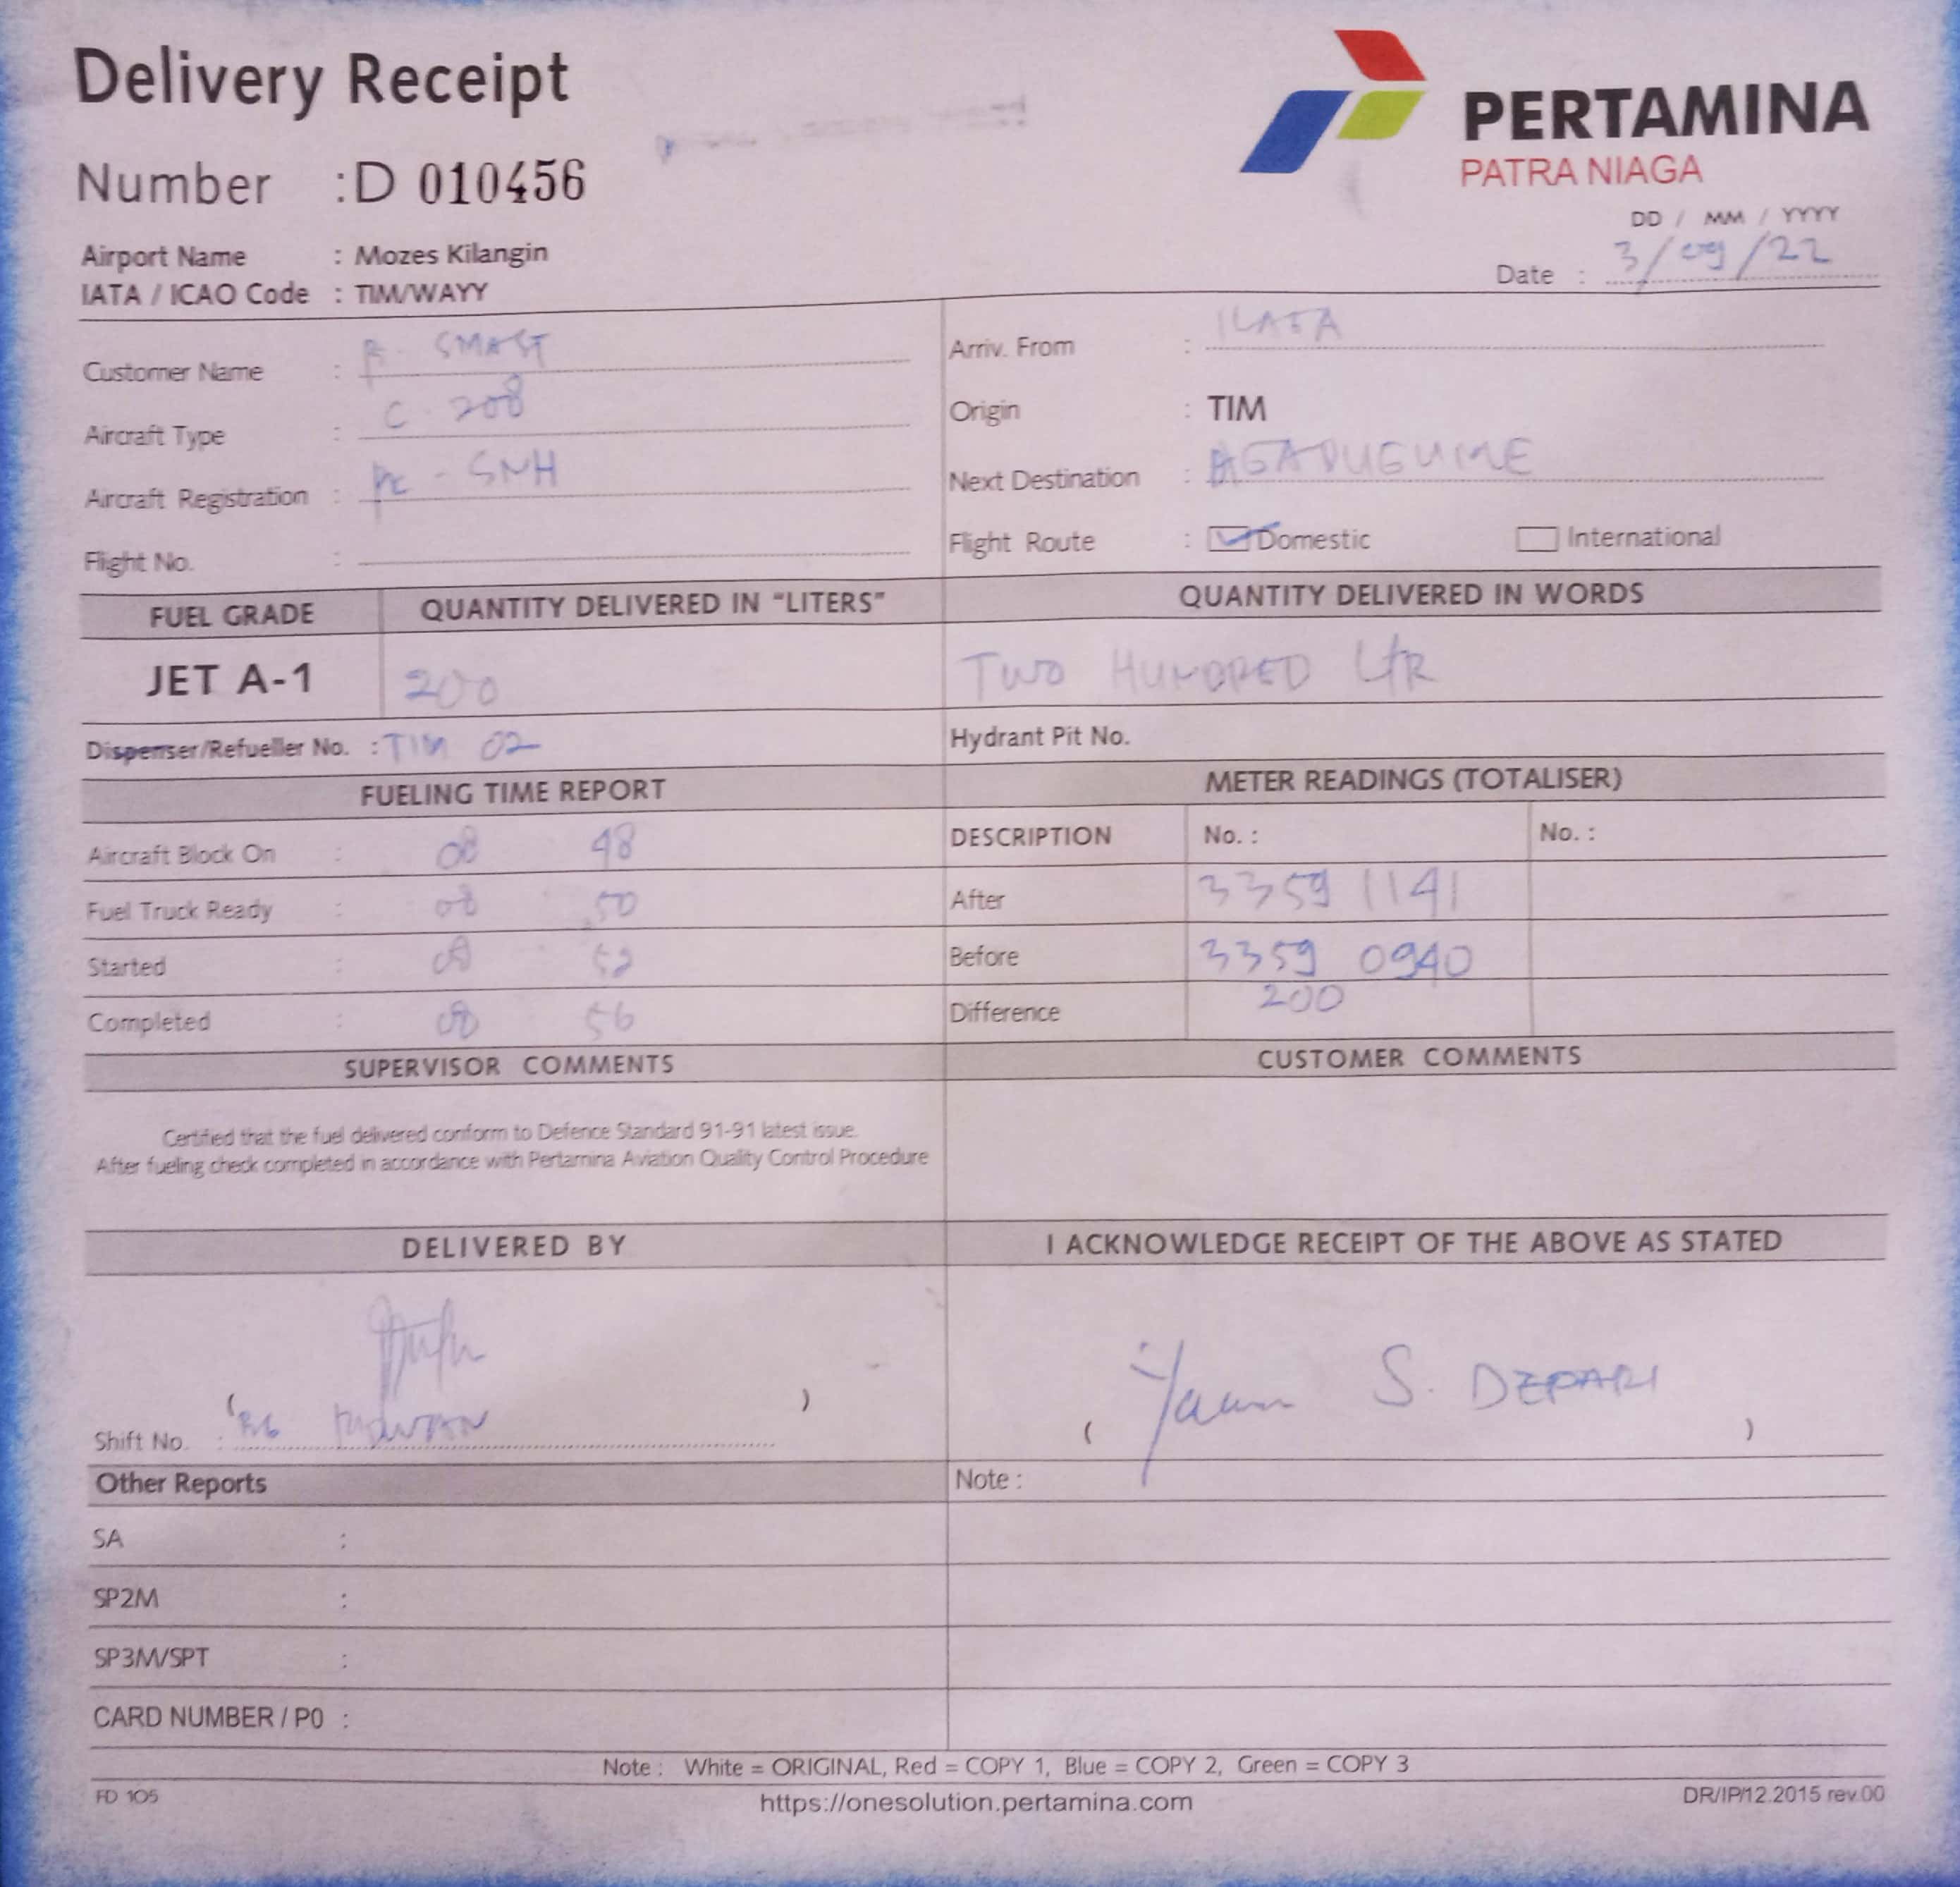 Delivery Receipt
PERTAMINA
PATRA NIAGA
Number : D 010456
DD / MM / YYYY
Date : 3/09/22
Airport Name : Mozes Kilangin
IATA / ICAO Code : TIM/WAYY
Customer Name : SMART
Aircraft Type : C 208
Aircraft Registration : PK - SNH
Flight No. :
Arriv. From : ILAGA
Origin : TIM
Next Destination : AGADUGUME
Flight Route : Domestic International
FUEL GRADE QUANTITY DELIVERED IN "LITERS" QUANTITY DELIVERED IN WORDS
JET A-1 200 TWO HUNDRED LTR
Dispenser/Refueller No. : TIM 02 Hydrant Pit No.
FUELING TIME REPORT
Aircraft Block On : 08 48
Fuel Truck Ready : 08 50
Started : 08 52
Completed : 08 56
METER READINGS (TOTALISER)
DESCRIPTION No. : No. :
After 3359 1141
Before 3359 0940
Difference 200
SUPERVISOR COMMENTS
Certified that the fuel delivered conform to Defence Standard 91-91 latest issue.
After fueling check completed in accordance with Pertamina Aviation Quality Control Procedure
CUSTOMER COMMENTS
DELIVERED BY
( )
Shift No. :
I ACKNOWLEDGE RECEIPT OF THE ABOVE AS STATED
S. DEPARI
( )
Other Reports
SA :
SP2M :
SP3M/SPT :
CARD NUMBER / P0 :
Note :
Note : White = ORIGINAL, Red = COPY 1, Blue = COPY 2, Green = COPY 3
FD 105
https://onesolution.pertamina.com
DR/IP/12.2015 rev.00